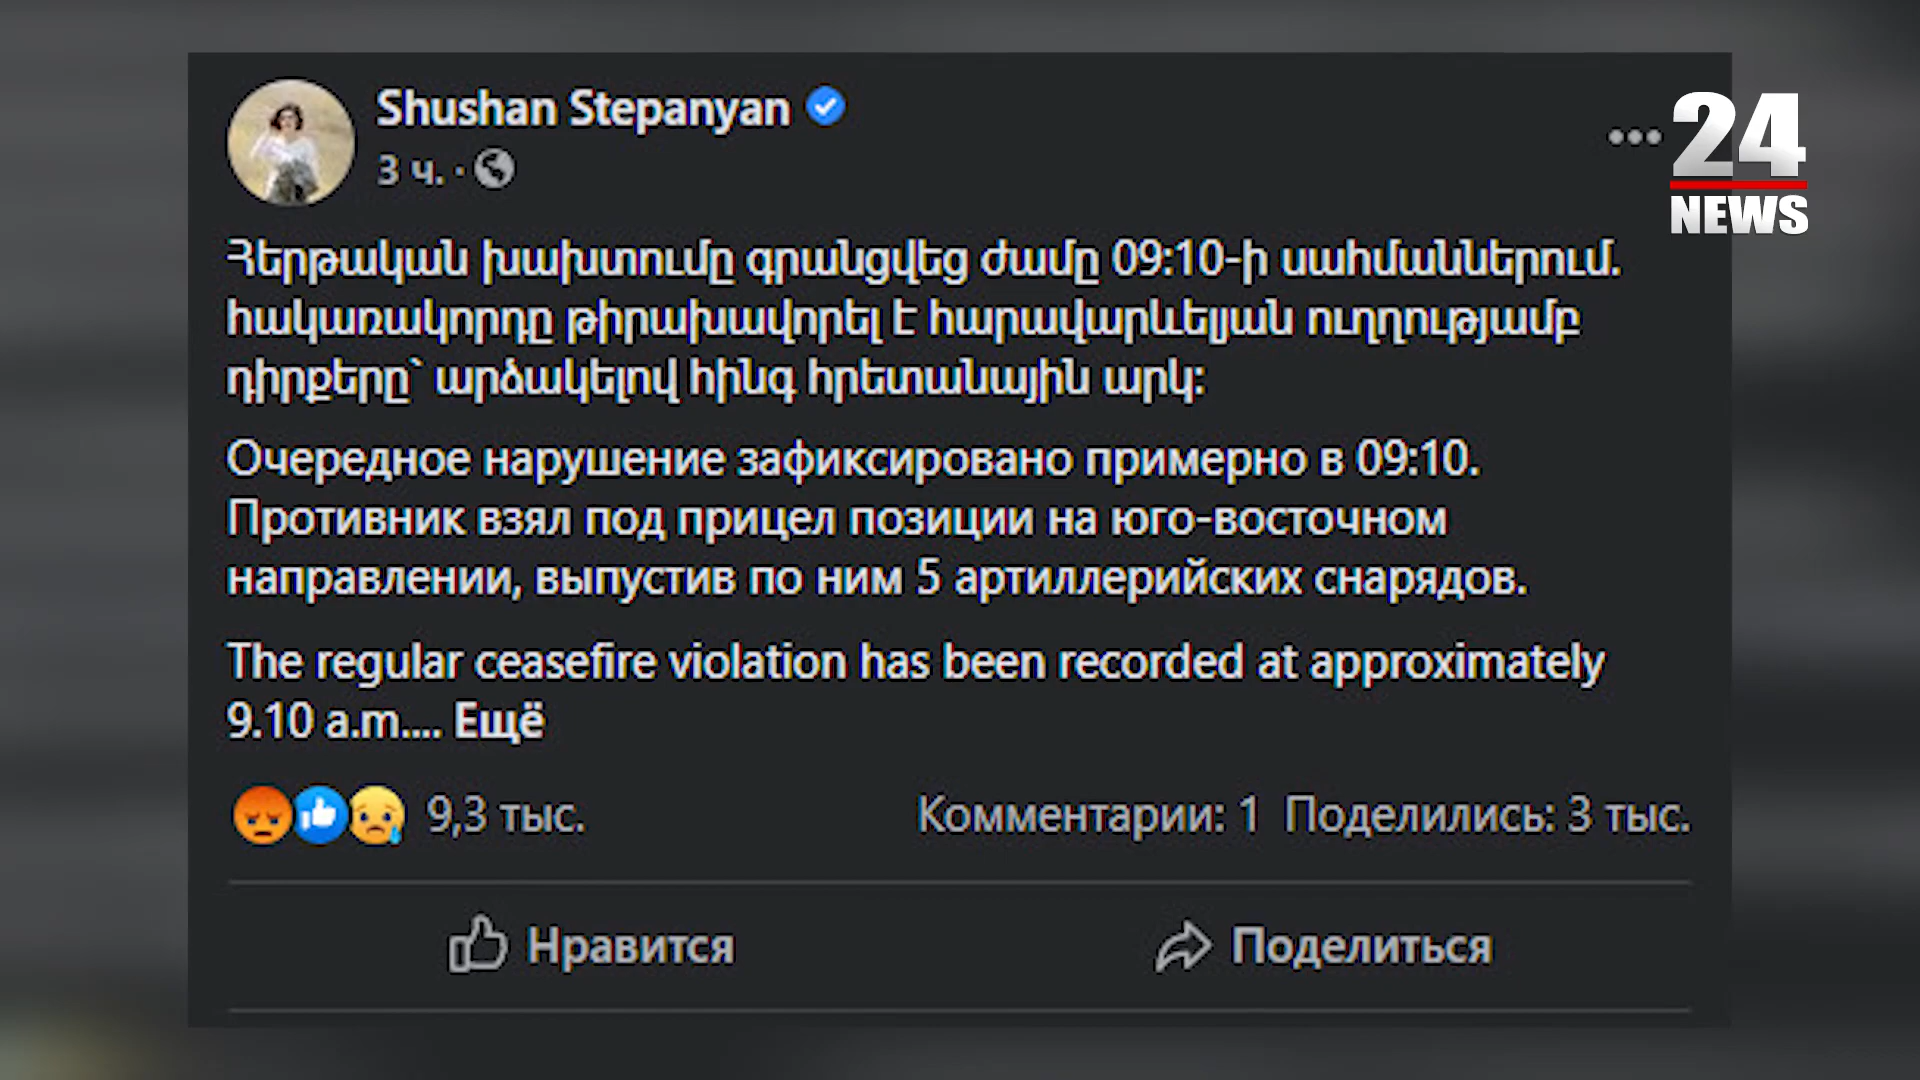 Shushan Stepanyan
3 ч. ·
24
NEWS
Հերթական խախտումը գրանցվեց ժամը 09:10-ի սահմաններում.
հակառակորդը թիրախավորել է հարավարևելյան ուղղությամբ
դիրքերը` արձակելով հինգ հրետանային արկ:
Очередное нарушение зафиксировано примерно в 09:10.
Противник взял под прицел позиции на юго-восточном
направлении, выпустив по ним 5 артиллерийских снарядов.
The regular ceasefire violation has been recorded at approximately
9.10 a.m.... Ещё
9,3 тыс. Комментарии: 1 Поделились: 3 тыс.
Нравится Поделиться